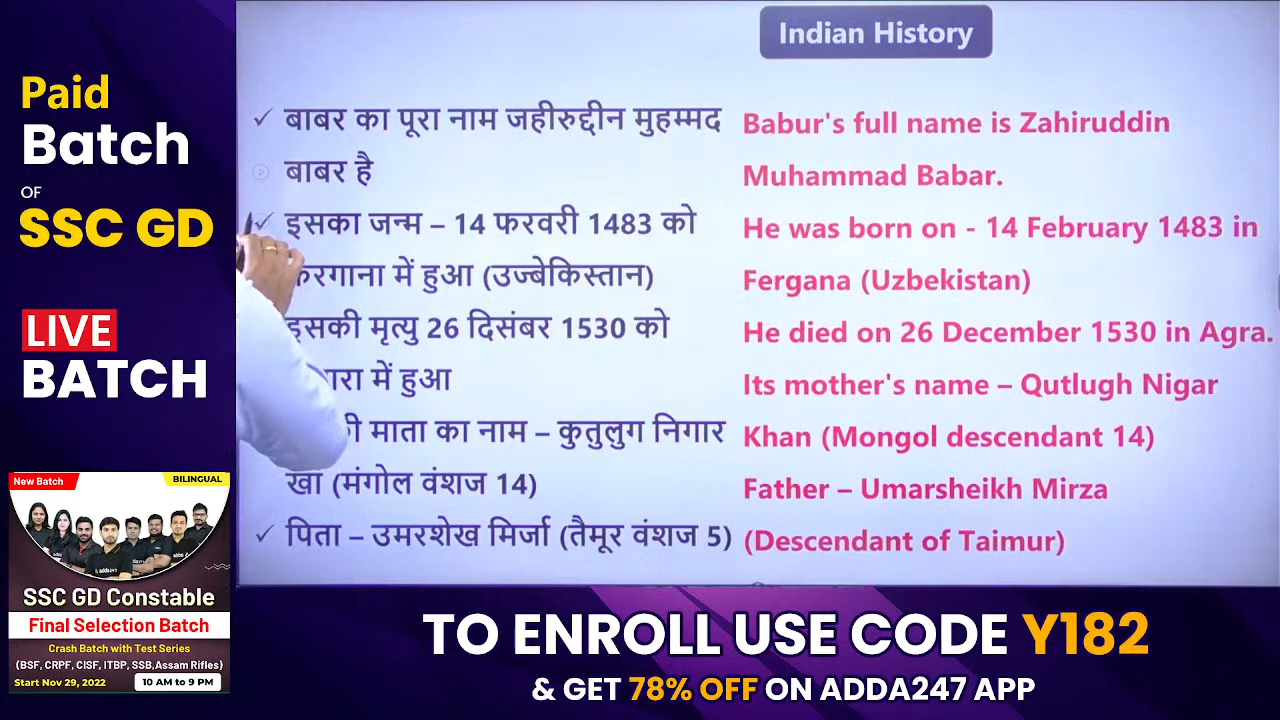 Paid
Batch
OF
SSC GD
LIVE
BATCH
New Batch
BILINGUAL
SSC GD Constable
Final Selection Batch
Crash Batch with Test Series
(BSF, CRPF, CISF, ITBP, SSB,Assam Rifles)
Start Nov 29, 2022
10 AM to 9 PM
Indian History
बाबर का पूरा नाम जहीरुद्दीन मुहम्मद
बाबर है
इसका जन्म – 14 फरवरी 1483 को
में हुआ (उज्बेकिस्तान)
इसकी मृत्यु 26 दिसंबर 1530 को
में हुआ
माता का नाम – कुतुलुग निगार
खा (मंगोल वंशज 14)
पिता – उमरशेख मिर्जा (तैमूर वंशज 5)
Babur's full name is Zahiruddin
Muhammad Babar.
He was born on - 14 February 1483 in
Fergana (Uzbekistan)
He died on 26 December 1530 in Agra.
Its mother's name – Qutlugh Nigar
Khan (Mongol descendant 14)
Father – Umarsheikh Mirza
(Descendant of Taimur)
TO ENROLL USE CODE Y182
& GET 78% OFF ON ADDA247 APP